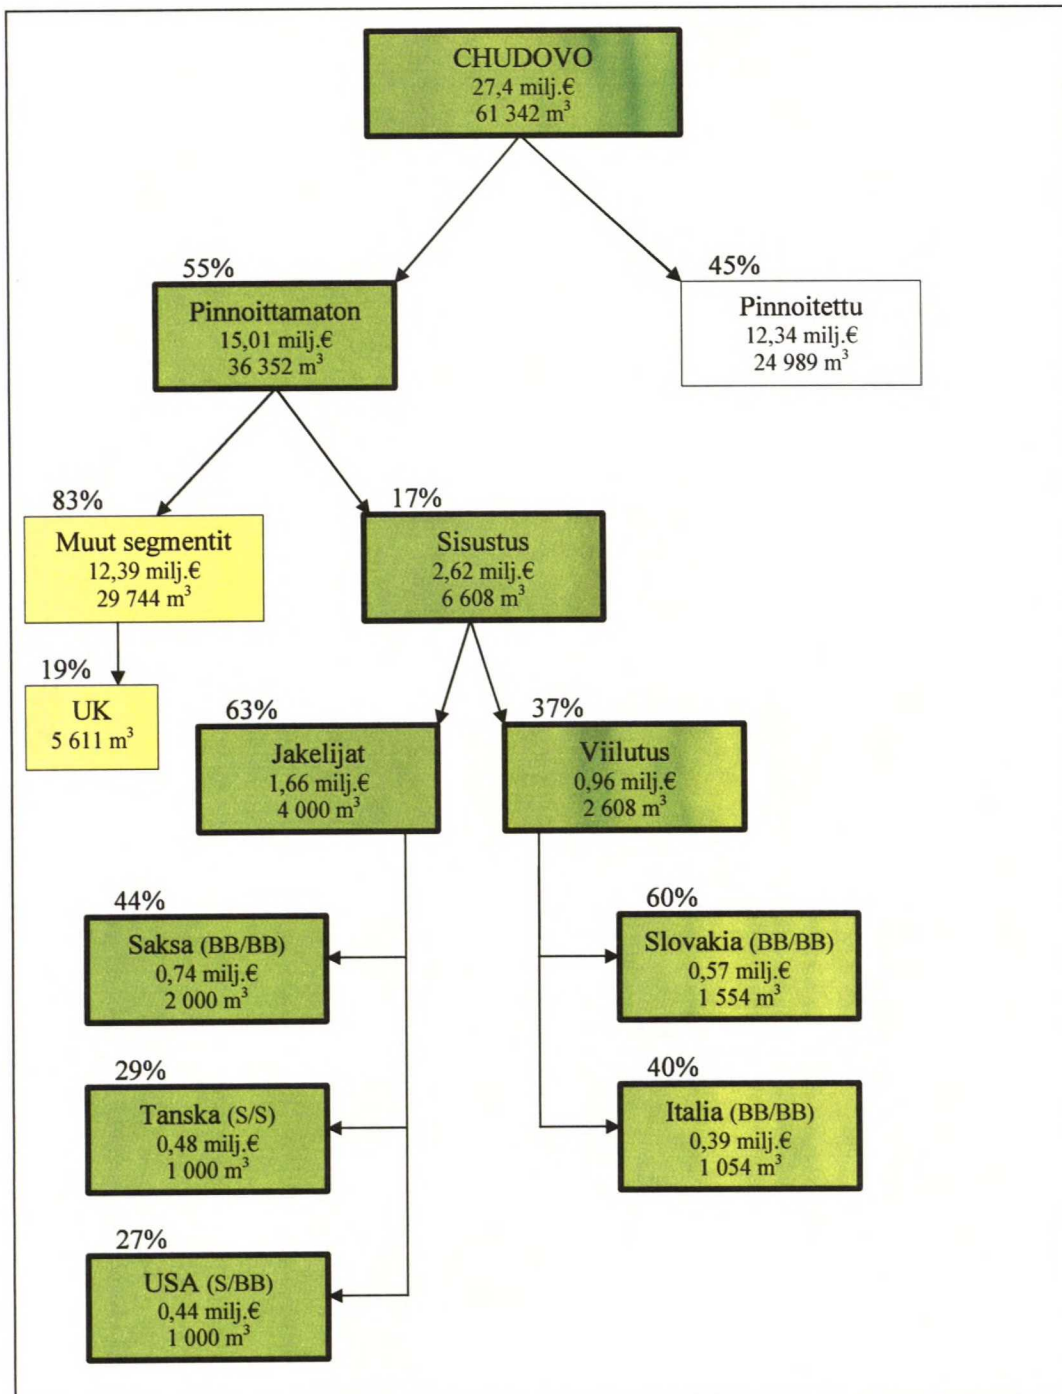 CHUDOVO
27,4 milj.€
61 342 m³
55%
Pinnoittamaton
15,01 milj.€
36 352 m³
45%
Pinnoitettu
12,34 milj.€
24 989 m³
83%
Muut segmentit
12,39 milj.€
29 744 m³
17%
Sisustus
2,62 milj.€
6 608 m³
19%
UK
5 611 m³
63%
Jakelijat
1,66 milj.€
4 000 m³
37%
Viilutus
0,96 milj.€
2 608 m³
44%
Saksa (BB/BB)
0,74 milj.€
2 000 m³
60%
Slovakia (BB/BB)
0,57 milj.€
1 554 m³
29%
Tanska (S/S)
0,48 milj.€
1 000 m³
40%
Italia (BB/BB)
0,39 milj.€
1 054 m³
27%
USA (S/BB)
0,44 milj.€
1 000 m³